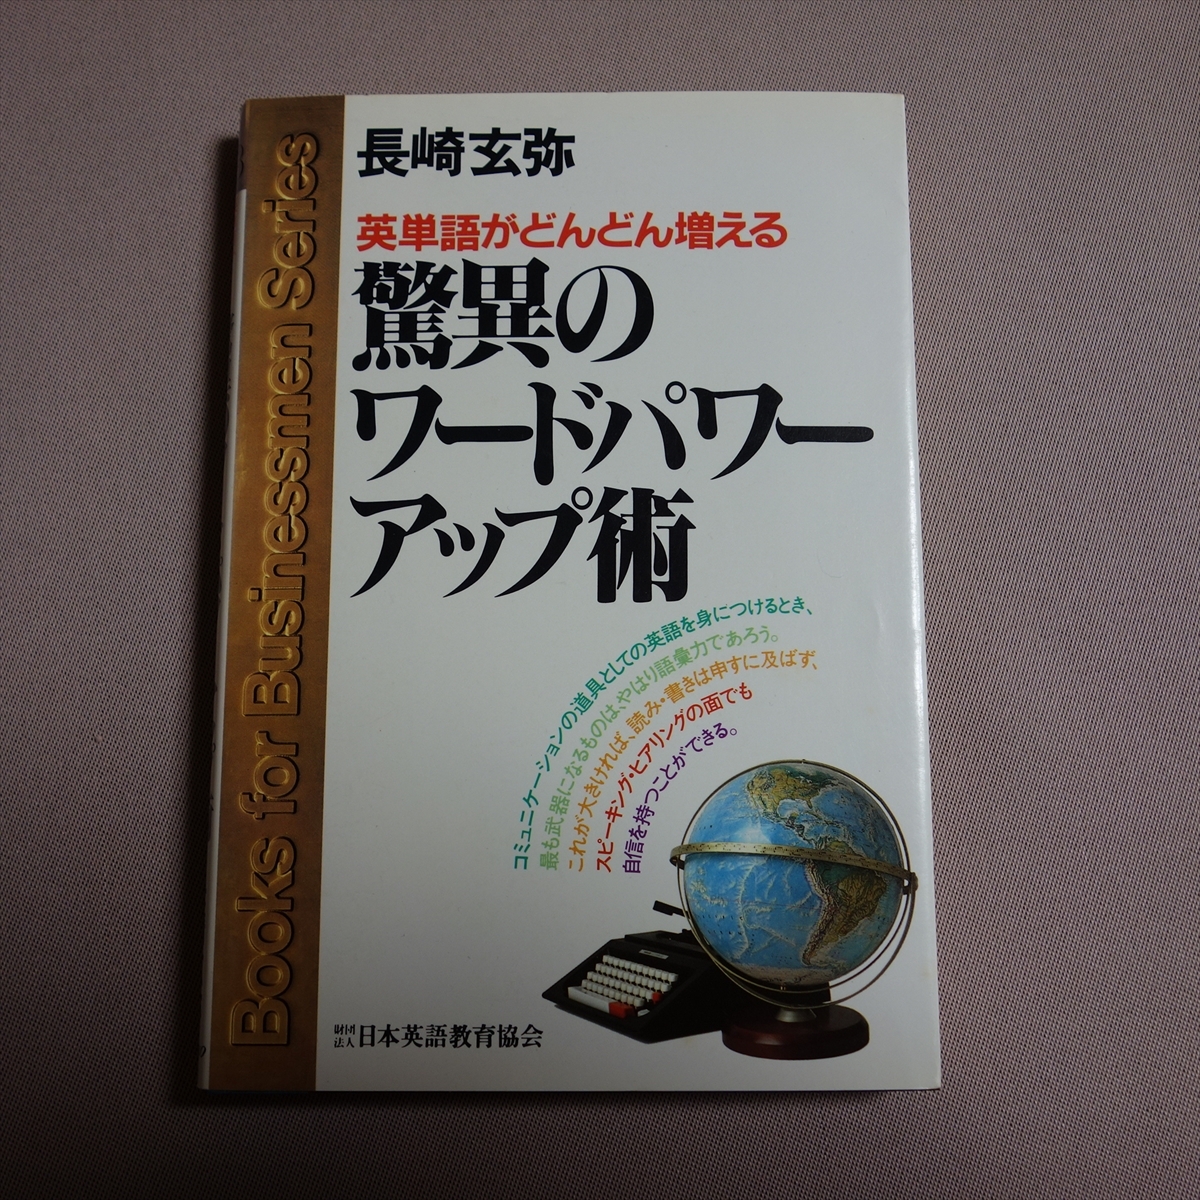 長崎玄弥
英単語がどんどん増える
驚異の
ワードパワー
アップ術
コミュニケーションの道具としての英語を身につけるとき、
最も武器になるものは、やはり語彙力であろう。
これが大きければ、読み・書きは申すに及ばず、
スピーキング・ヒアリングの面でも
自信を持つことができる。
財団
法人
日本英語教育協会
Books for Businessmen Series